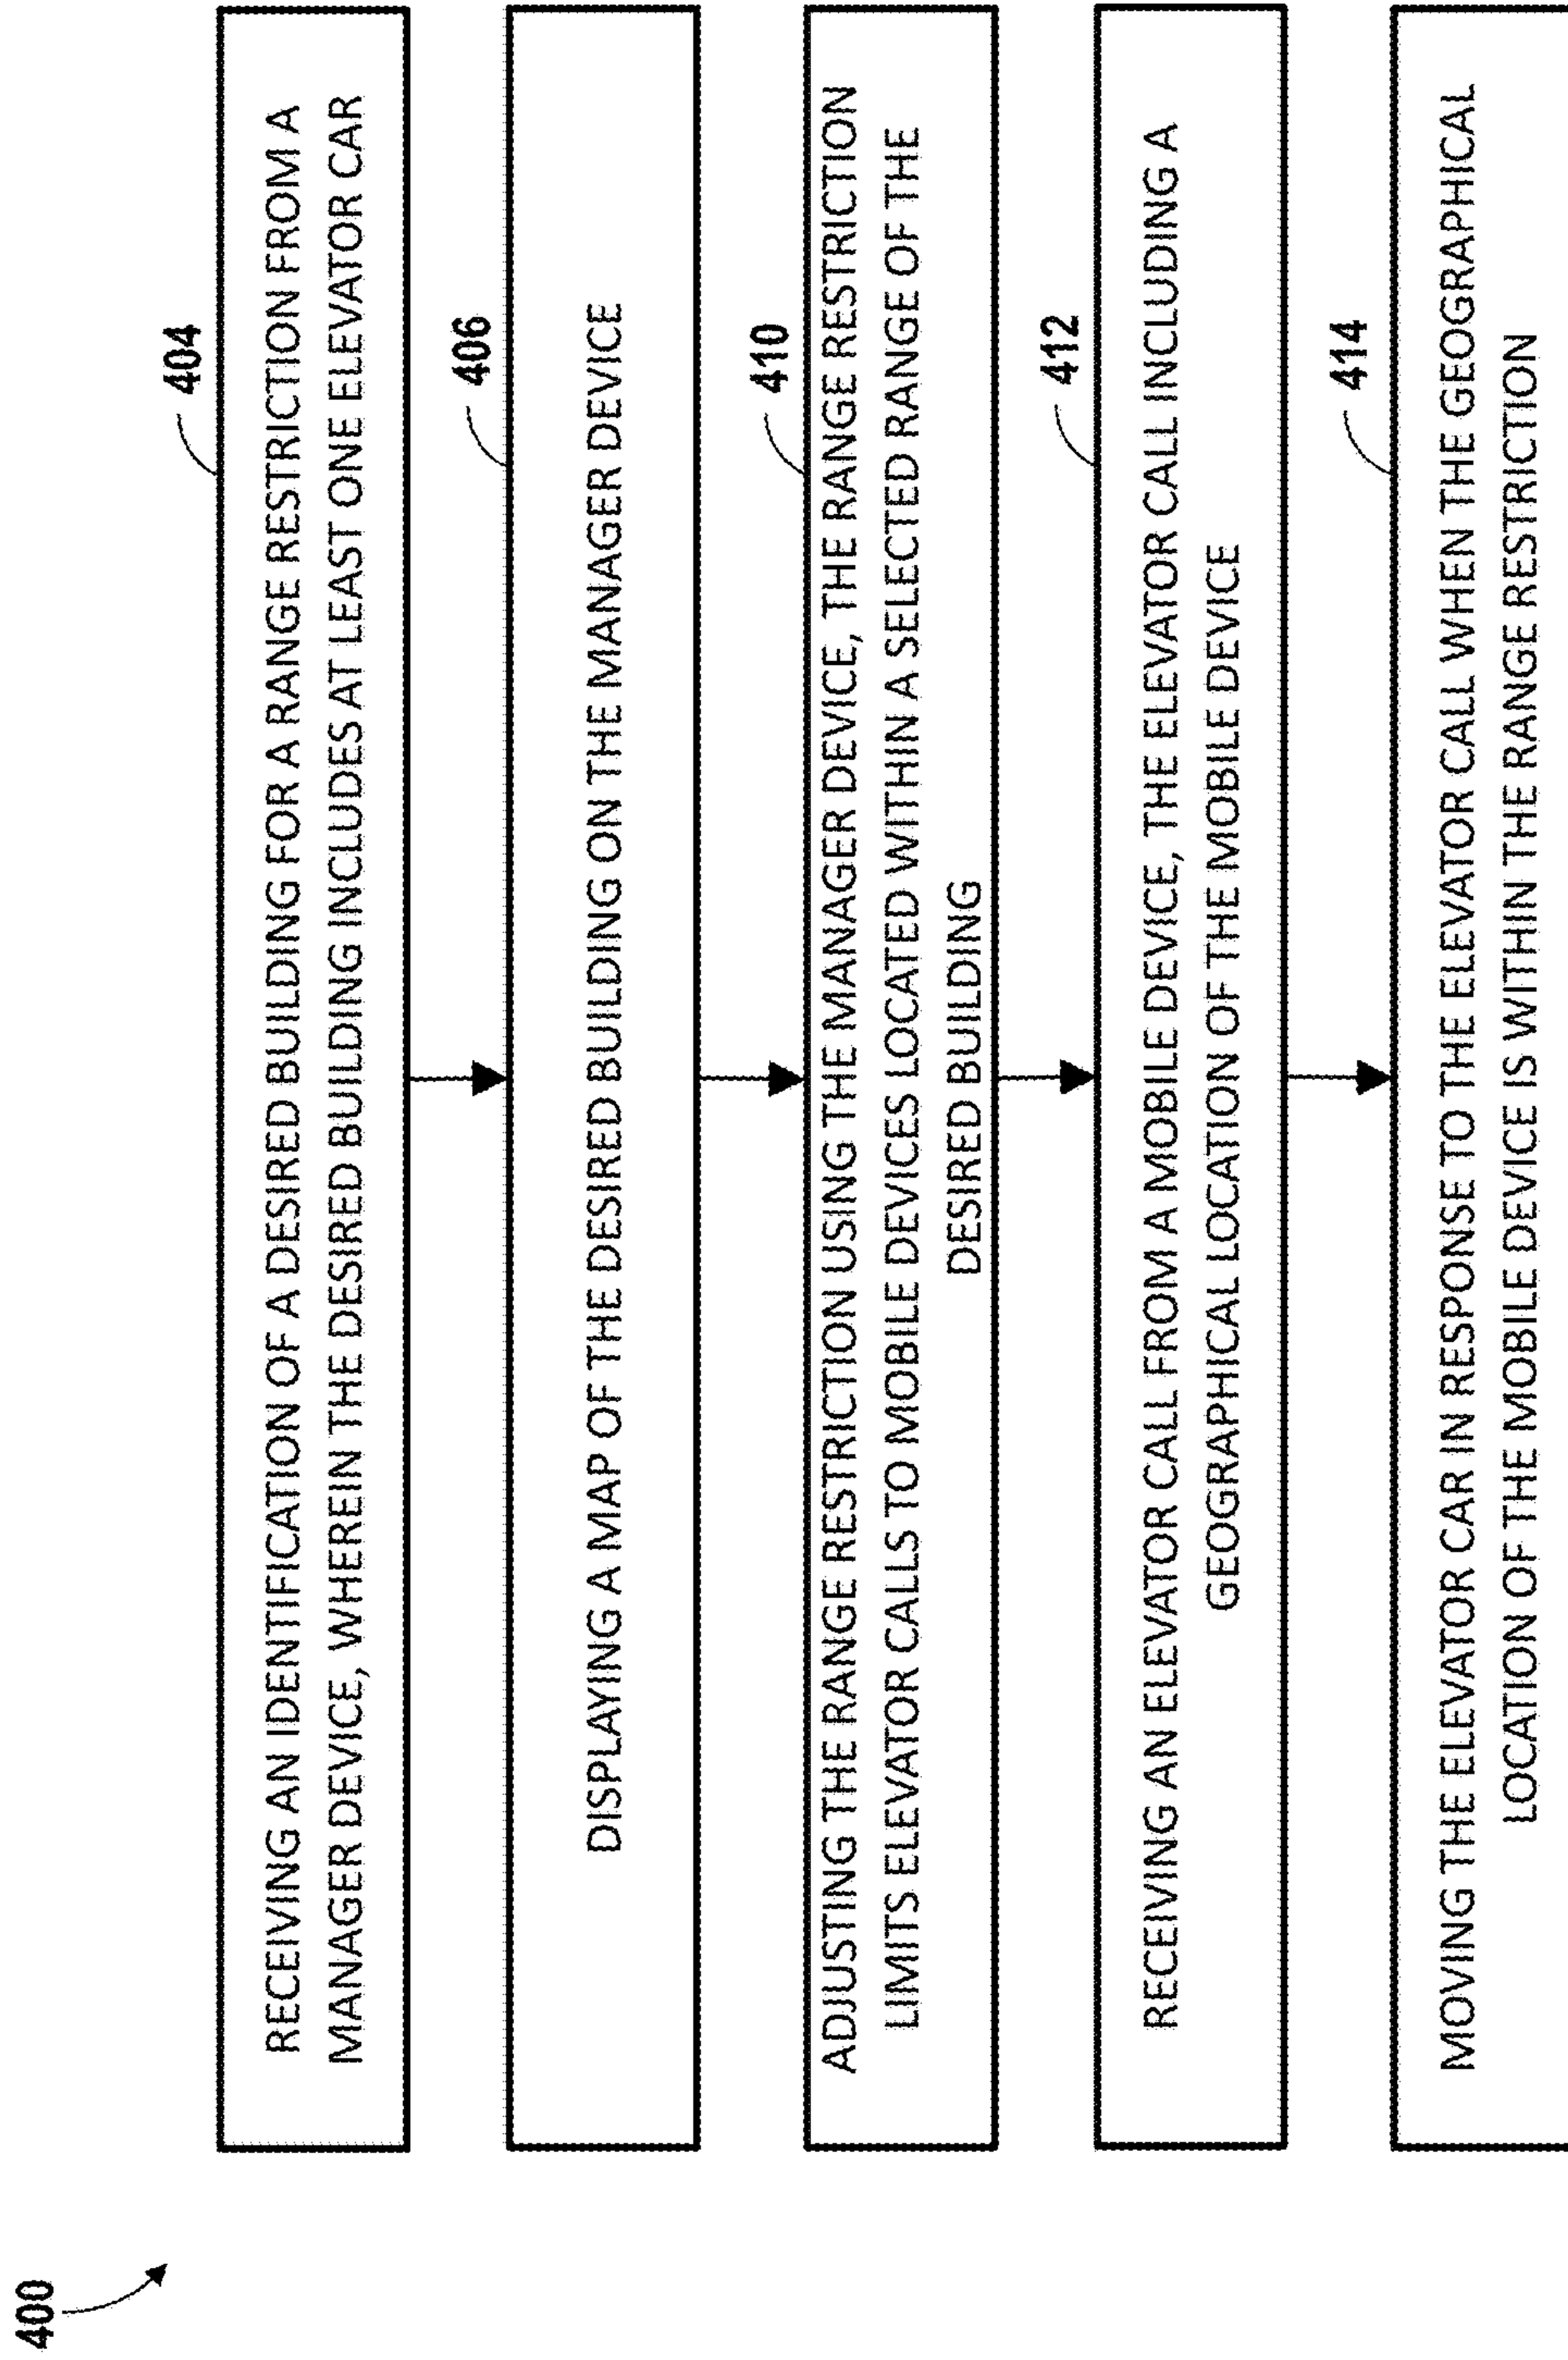 400
404
RECEIVING AN IDENTIFICATION OF A DESIRED BUILDING FOR A RANGE RESTRICTION FROM A
MANAGER DEVICE, WHEREIN THE DESIRED BUILDING INCLUDES AT LEAST ONE ELEVATOR CAR
406
DISPLAYING A MAP OF THE DESIRED BUILDING ON THE MANAGER DEVICE
410
ADJUSTING THE RANGE RESTRICTION USING THE MANAGER DEVICE, THE RANGE RESTRICTION
LIMITS ELEVATOR CALLS TO MOBILE DEVICES LOCATED WITHIN A SELECTED RANGE OF THE
DESIRED BUILDING
412
RECEIVING AN ELEVATOR CALL FROM A MOBILE DEVICE, THE ELEVATOR CALL INCLUDING A
GEOGRAPHICAL LOCATION OF THE MOBILE DEVICE
414
MOVING THE ELEVATOR CAR IN RESPONSE TO THE ELEVATOR CALL WHEN THE GEOGRAPHICAL
LOCATION OF THE MOBILE DEVICE IS WITHIN THE RANGE RESTRICTION